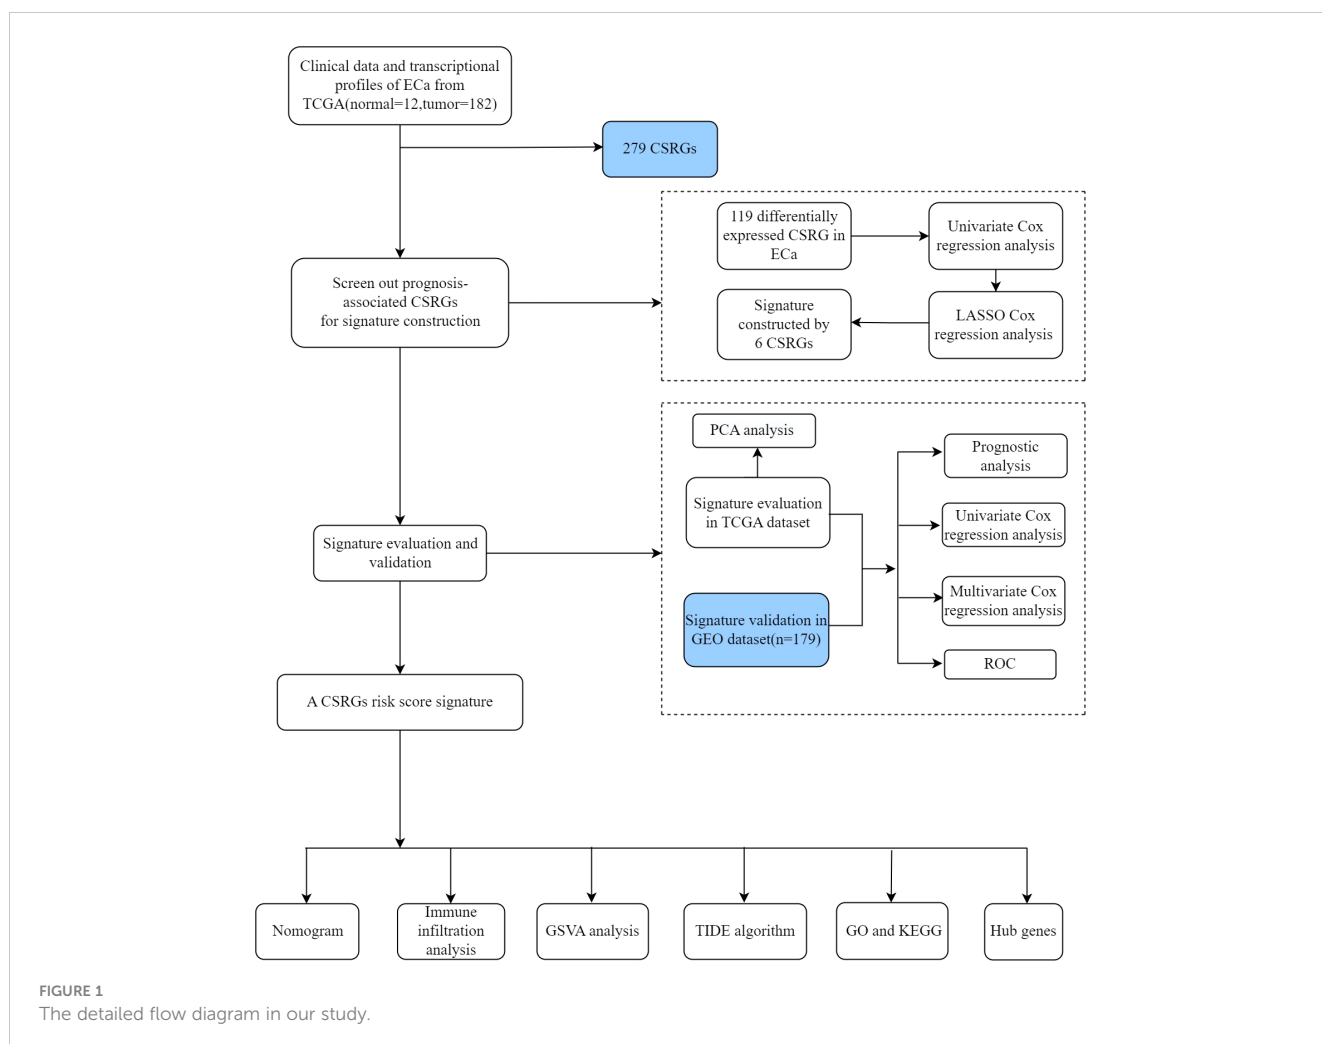 Clinical data and transcriptional
profiles of ECa from
TCGA(normal=12,tumor=182)
279 CSRGs
Screen out prognosis-
associated CSRGs
for signature construction
119 differentially
expressed CSRG in
ECa
Univariate Cox
regression analysis
Signature
constructed by
6 CSRGs
LASSO Cox
regression analysis
Signature evaluation and
validation
PCA analysis
Signature evaluation
in TCGA dataset
Signature validation in
GEO dataset(n=179)
Prognostic
analysis
Univariate Cox
regression analysis
Multivariate Cox
regression analysis
ROC
A CSRGs risk score signature
Nomogram
Immune
infiltration
analysis
GSVA analysis
TIDE algorithm
GO and KEGG
Hub genes
FIGURE 1
The detailed flow diagram in our study.